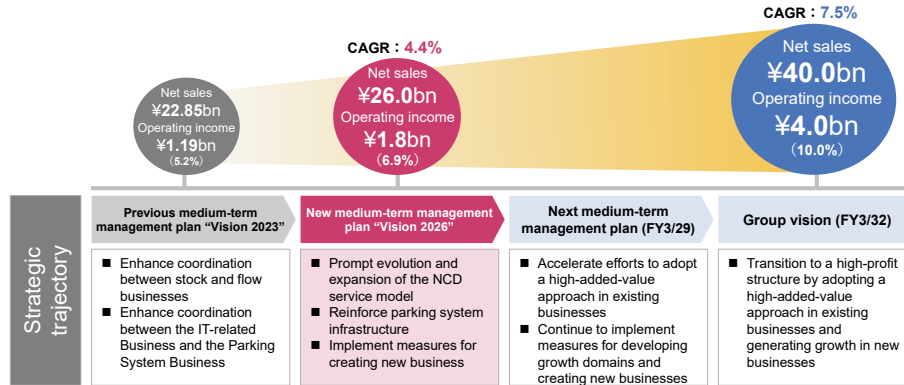 CAGR：7.5%
CAGR：4.4%
Net sales
¥22.85bn
Operating income
¥1.19bn
(5.2%)
Net sales
¥26.0bn
Operating income
¥1.8bn
(6.9%)
Net sales
¥40.0bn
Operating income
¥4.0bn
(10.0%)
Strategic
trajectory
Previous medium-term
management plan “Vision 2023”
■ Enhance coordination
between stock and flow
businesses
■ Enhance coordination
between the IT-related
Business and the Parking
System Business
New medium-term management
plan “Vision 2026”
■ Prompt evolution and
expansion of the NCD
service model
■ Reinforce parking system
infrastructure
■ Implement measures for
creating new business
Next medium-term
management plan (FY3/29)
■ Accelerate efforts to adopt
a high-added-value
approach in existing
businesses
■ Continue to implement
measures for developing
growth domains and
creating new businesses
Group vision (FY3/32)
■ Transition to a high-profit
structure by adopting a
high-added-value
approach in existing
businesses and
generating growth in new
businesses